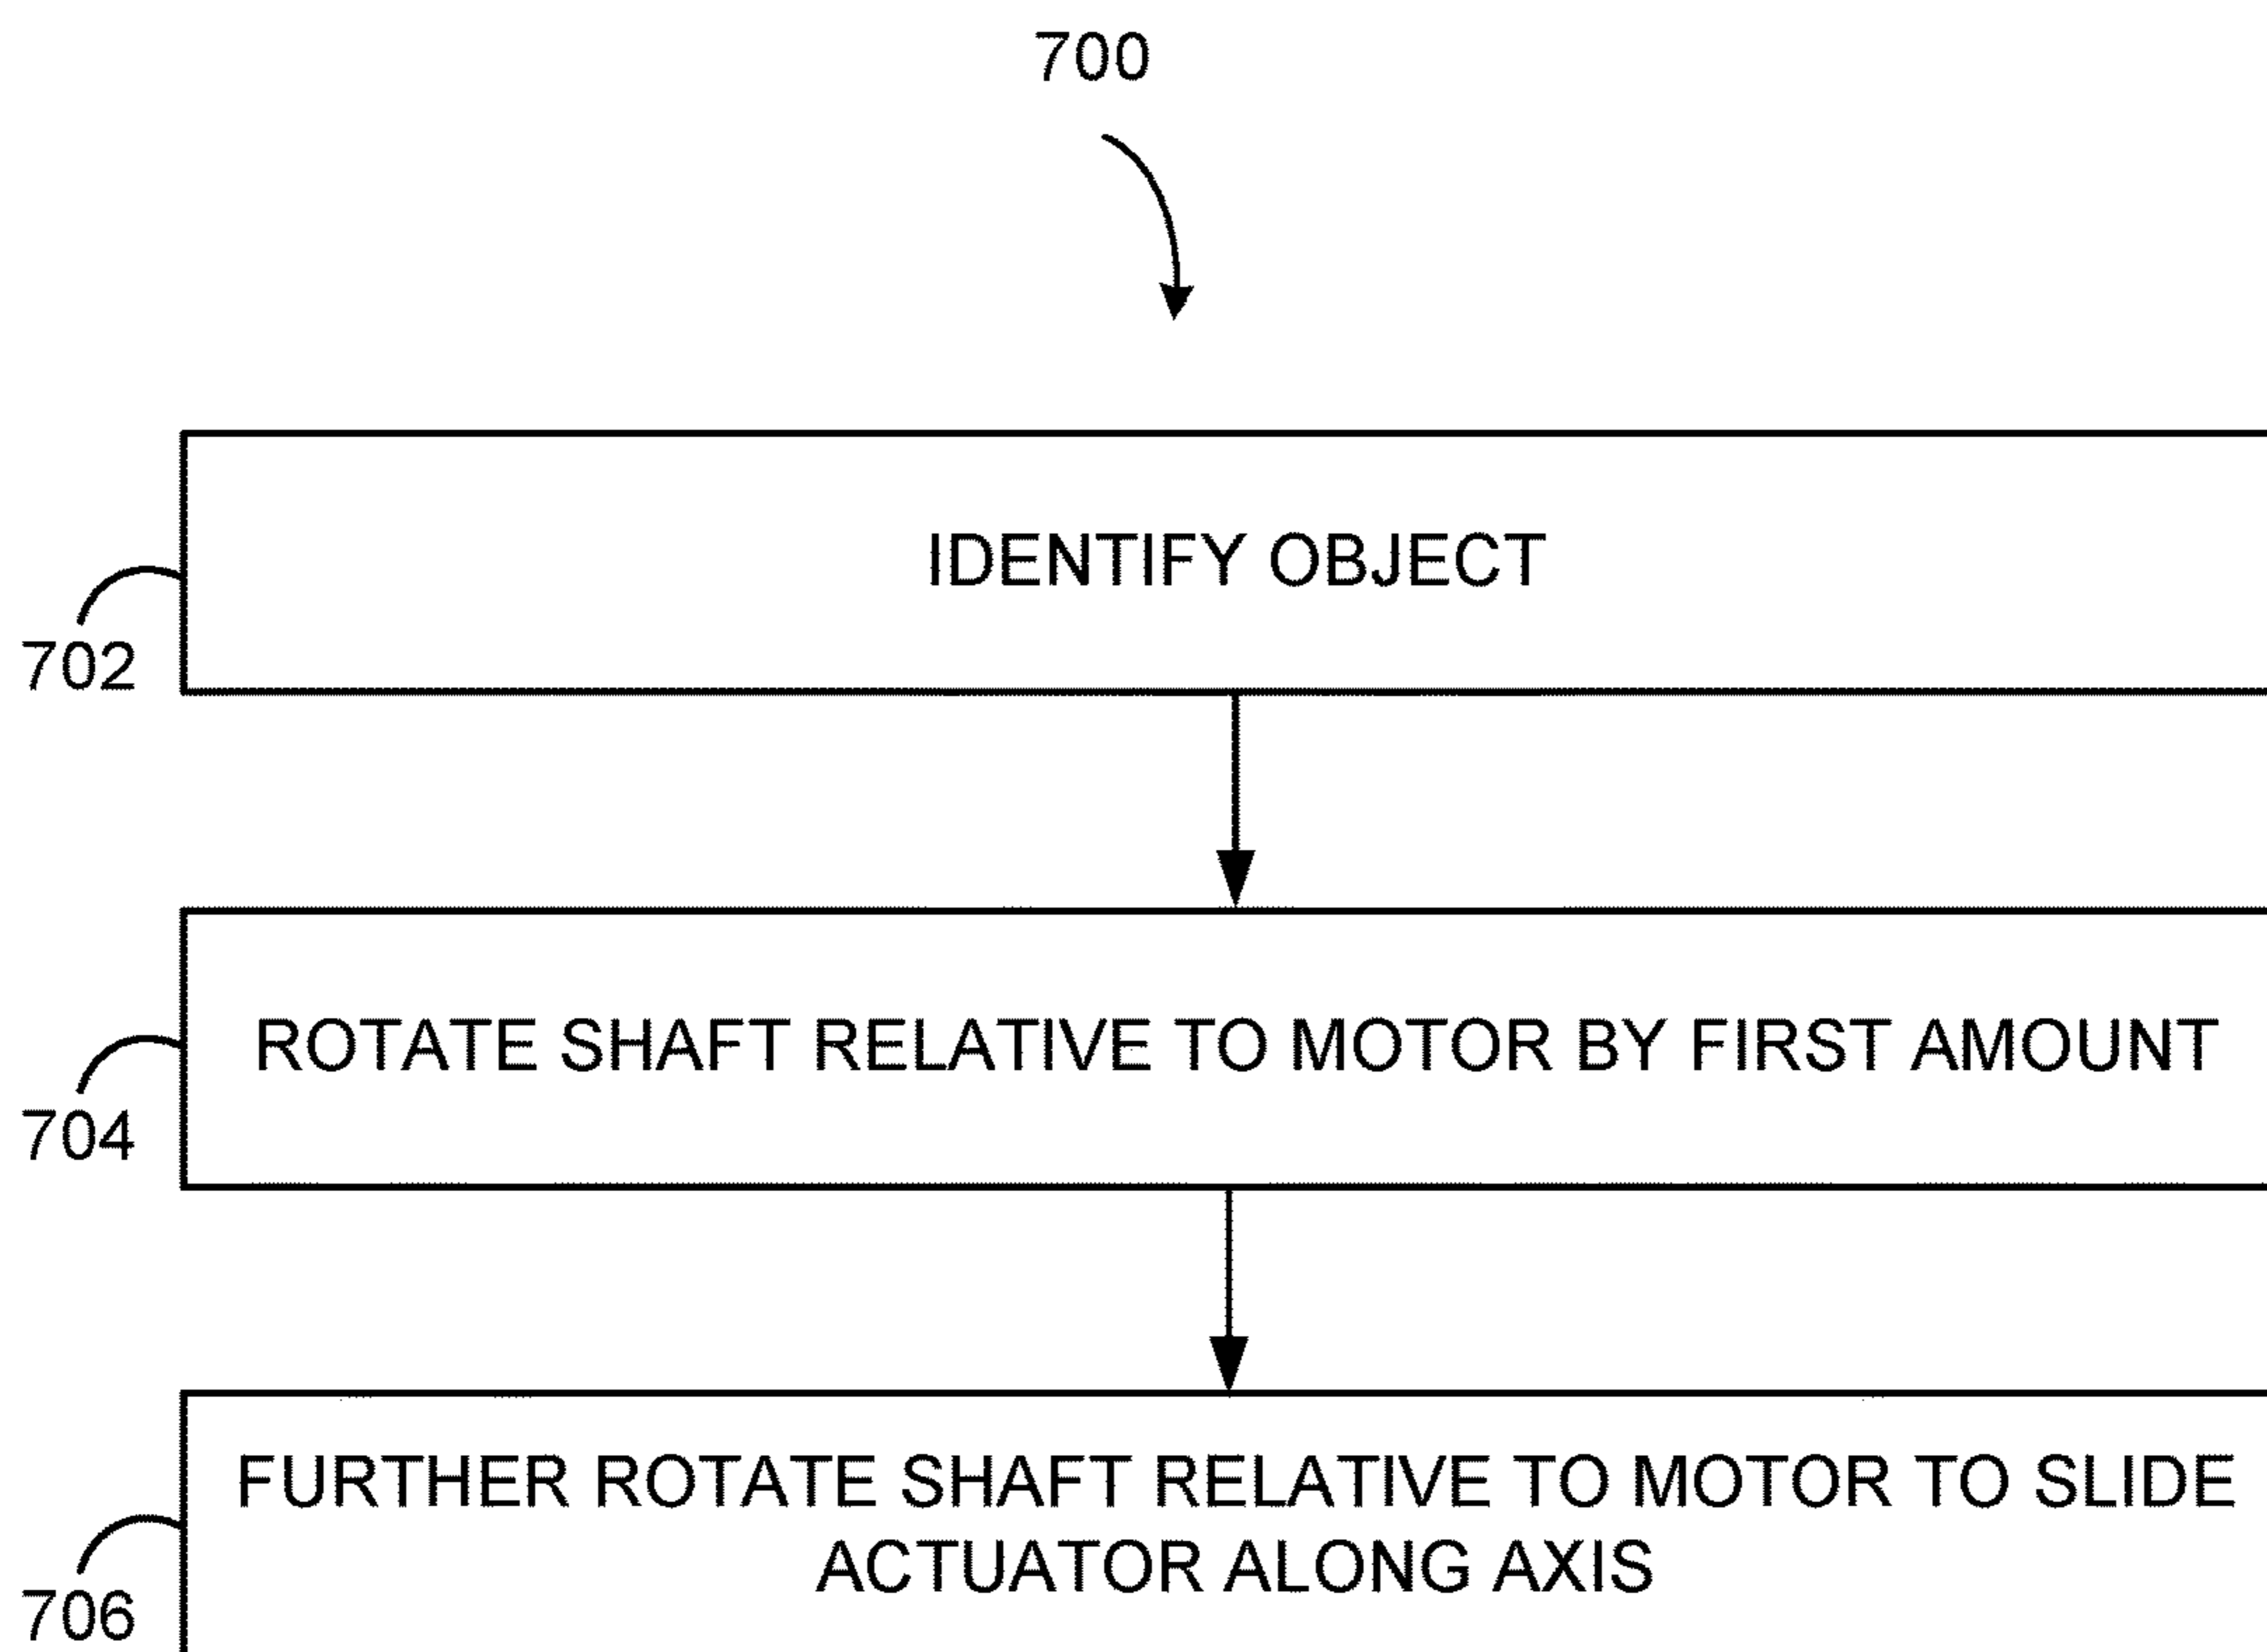 700
IDENTIFY OBJECT
702
ROTATE SHAFT RELATIVE TO MOTOR BY FIRST AMOUNT
704
FURTHER ROTATE SHAFT RELATIVE TO MOTOR TO SLIDE
ACTUATOR ALONG AXIS
706